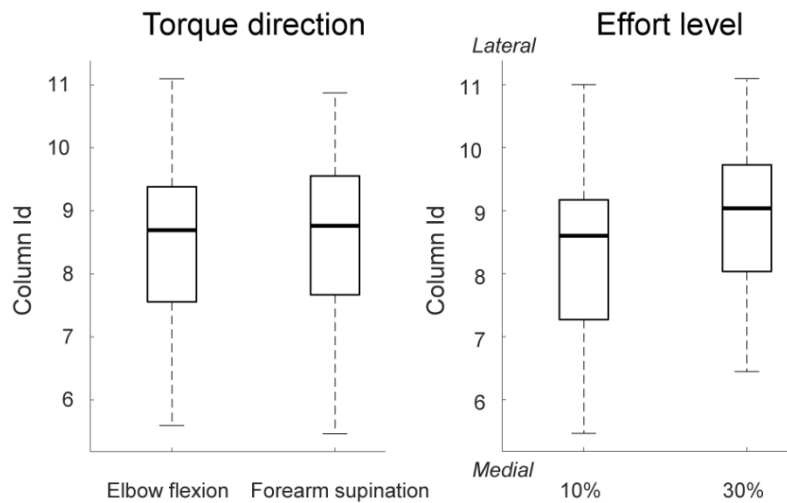 Torque direction
Column Id
11
10
9
8
7
6
Elbow flexion
Forearm supination
Effort level
Lateral
Column Id
11
10
9
8
7
6
Medial
10%
30%